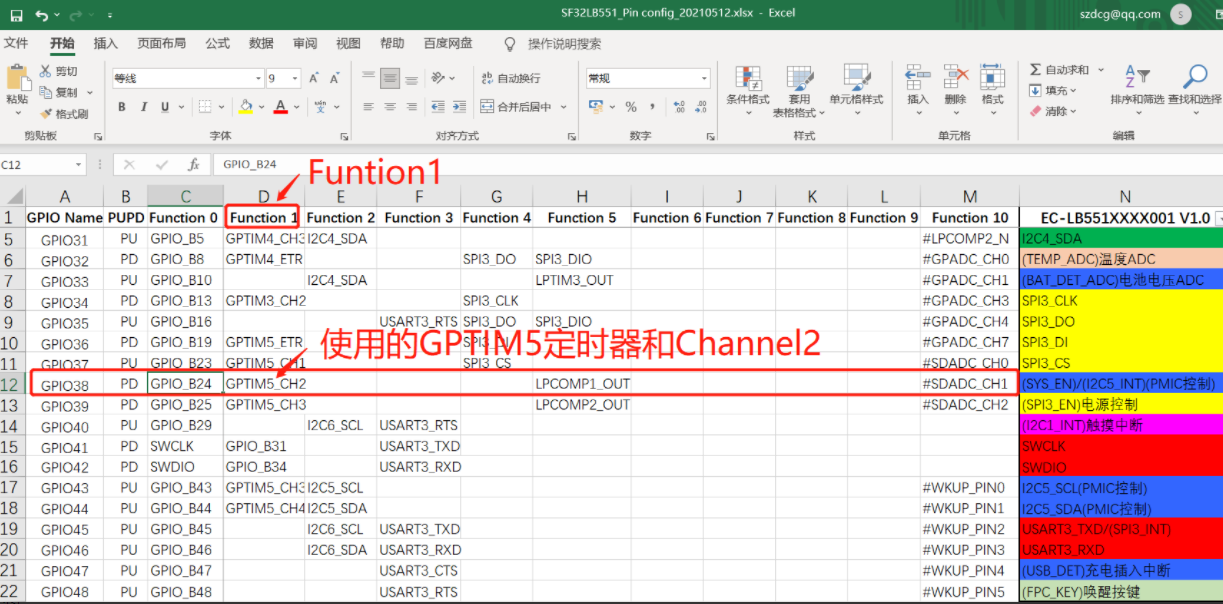 SF32LB551_Pin config_20210512.xlsx - Excel
szdcg@qq.com S
文件 开始 插入 页面布局 公式 数据 审阅 视图 帮助 百度网盘 操作说明搜索
剪切 等线 9 自动换行 常规 自动求和
粘贴 复制 条件格式 套用 单元格样式 插入 删除 格式 填充 排序和筛选 查找和选择
格式刷 B I U 合并后居中 % 表格格式 清除
剪贴板 字体 对齐方式 数字 样式 单元格 编辑
C12 fx GPIO_B24
Funtion1
A B C D E F G H I J K L M N
1 GPIO Name PUPD Function 0 Function 1 Function 2 Function 3 Function 4 Function 5 Function 6 Function 7 Function 8 Function 9 Function 10 EC-LB551XXXX001 V1.0
5 GPIO31 PU GPIO_B5 GPTIM4_CH3 I2C4_SDA #LPCOMP2_N I2C4_SDA
6 GPIO32 PD GPIO_B8 GPTIM4_ETR SPI3_DO SPI3_DIO #GPADC_CH0 (TEMP_ADC)温度ADC
7 GPIO33 PU GPIO_B10 I2C4_SDA LPTIM3_OUT #GPADC_CH1 (BAT_DET_ADC)电池电压ADC
8 GPIO34 PD GPIO_B13 GPTIM3_CH2 SPI3_CLK #GPADC_CH3 SPI3_CLK
9 GPIO35 PU GPIO_B16 USART3_RTS SPI3_DO SPI3_DIO #GPADC_CH4 SPI3_DO
使用的GPTIM5定时器和Channel2
10 GPIO36 PD GPIO_B19 GPTIM5_ETR SPI3_DI #GPADC_CH7 SPI3_DI
11 GPIO37 PU GPIO_B23 GPTIM5_CH1 SPI3_CS #SDADC_CH0 SPI3_CS
12 GPIO38 PD GPIO_B24 GPTIM5_CH2 LPCOMP1_OUT #SDADC_CH1 (SYS_EN)/(I2C5_INT)(PMIC控制)
13 GPIO39 PD GPIO_B25 GPTIM5_CH3 LPCOMP2_OUT #SDADC_CH2 (SPI3_EN)电源控制
14 GPIO40 PU GPIO_B29 I2C6_SCL USART3_RTS (I2C1_INT)触摸中断
15 GPIO41 PD SWCLK GPIO_B31 USART3_TXD SWCLK
16 GPIO42 PD SWDIO GPIO_B34 USART3_RXD SWDIO
17 GPIO43 PU GPIO_B43 GPTIM5_CH3 I2C5_SCL #WKUP_PIN0 I2C5_SCL(PMIC控制)
18 GPIO44 PU GPIO_B44 GPTIM5_CH4 I2C5_SDA #WKUP_PIN1 I2C5_SDA(PMIC控制)
19 GPIO45 PU GPIO_B45 I2C6_SCL USART3_TXD #WKUP_PIN2 USART3_TXD/(SPI3_INT)
20 GPIO46 PU GPIO_B46 I2C6_SDA USART3_RXD #WKUP_PIN3 USART3_RXD
21 GPIO47 PU GPIO_B47 USART3_CTS #WKUP_PIN4 (USB_DET)充电插入中断
22 GPIO48 PU GPIO_B48 USART3_RTS #WKUP_PIN5 (FPC_KEY)唤醒按键